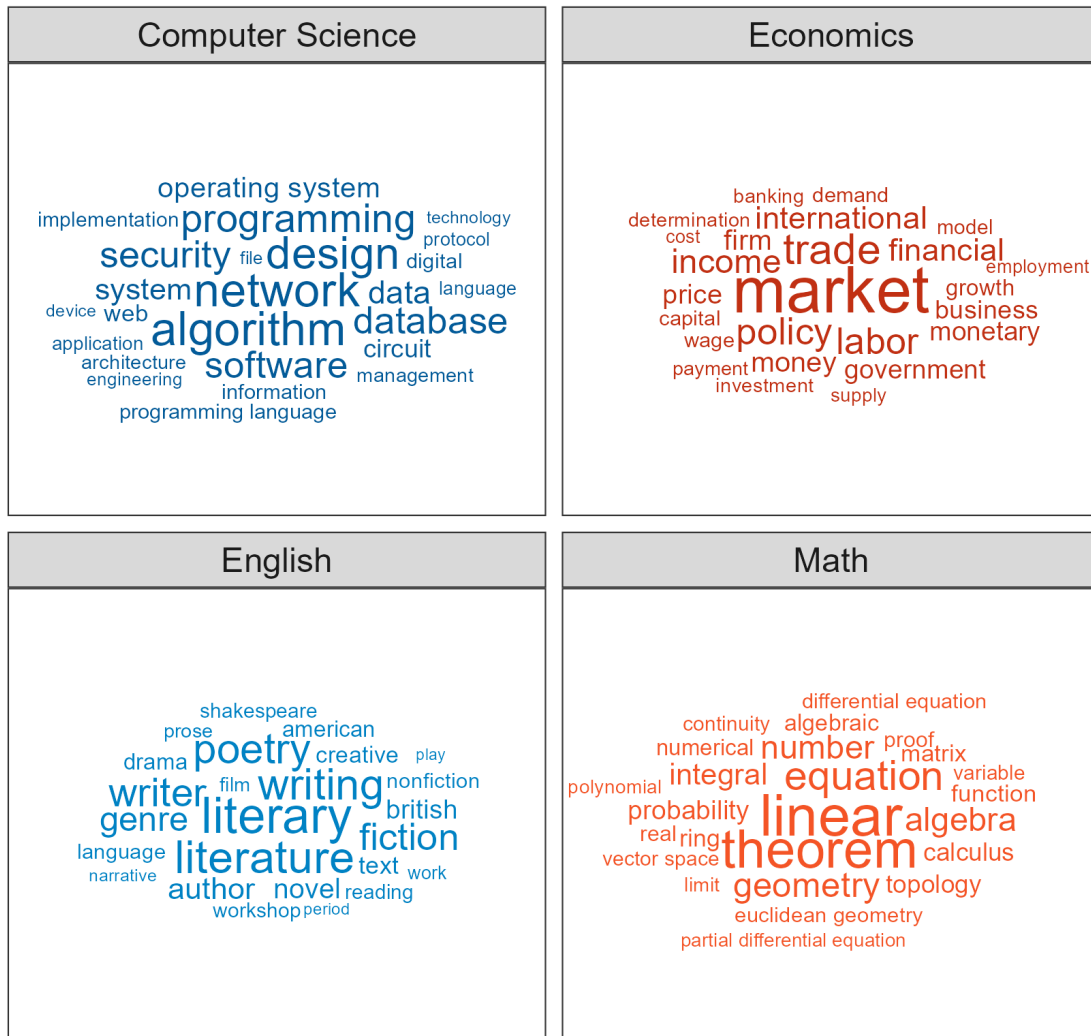 Computer Science
operating system
implementation programming technology
security file design digital protocol
system network data language
device web algorithm database
application circuit
architecture software management
engineering
information
programming language
Economics
banking demand
determination international model
cost firm trade financial
income employment
price market growth
capital business
wage policy labor monetary
payment money government
investment supply
English
shakespeare
prose american
drama poetry creative play
writer film writing nonfiction
genre literary british
language fiction
narrative literature text work
author novel reading
workshop period
Math
differential equation
continuity algebraic
numerical number proof
matrix
polynomial integral equation variable
function
probability linear algebra
real ring
vector space theorem calculus
limit geometry topology
euclidean geometry
partial differential equation